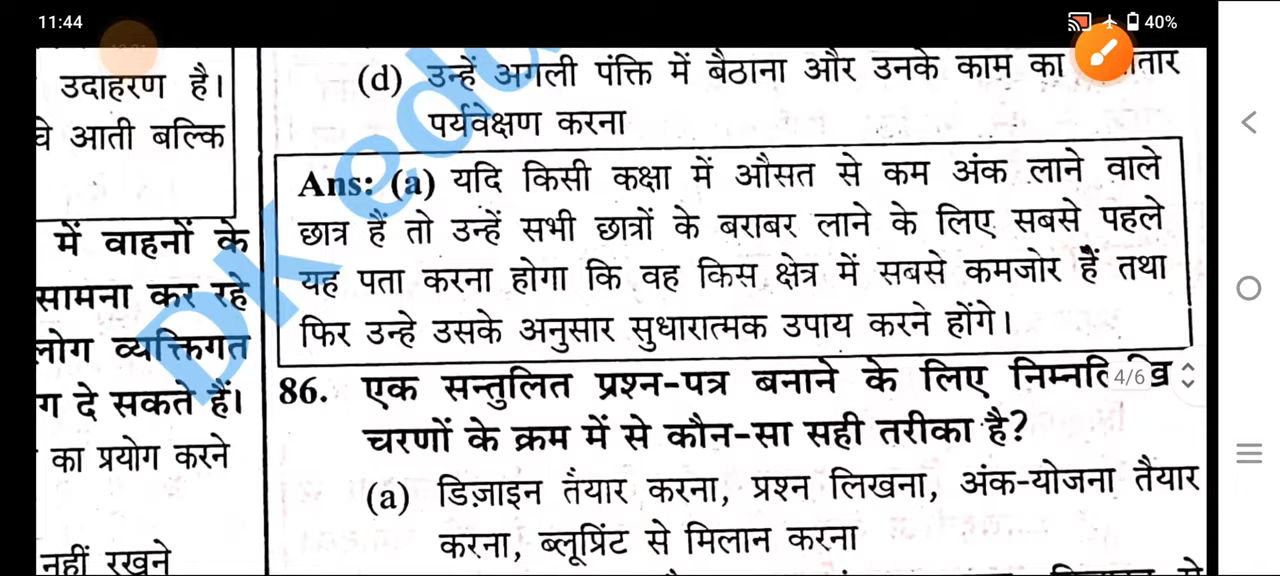 11:44
40%
उदाहरण है।
आती बल्कि
में वाहनों के
सामना कर रहे
लोग व्यक्तिगत
दे सकते हैं।
का प्रयोग करने
नहीं रखने
(d) उन्हें अगली पंक्ति में बैठाना और उनके काम का
पर्यवेक्षण करना
Ans: (a) यदि किसी कक्षा में औसत से कम अंक लाने वाले
छात्र हैं तो उन्हें सभी छात्रों के बराबर लाने के लिए सबसे पहले
यह पता करना होगा कि वह किस क्षेत्र में सबसे कमजोर हैं तथा
फिर उन्हे उसके अनुसार सुधारात्मक उपाय करने होंगे।
86. एक सन्तुलित प्रश्न-पत्र बनाने के लिए
4/6
चरणों के क्रम में से कौन-सा सही तरीका है?
(a) डिज़ाइन तैयार करना, प्रश्न लिखना, अंक-योजना तैयार
करना, ब्लूप्रिंट से मिलान करना
DK edu